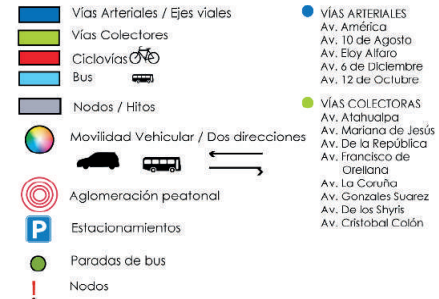 Vías Arteriales / Ejes viales
Vías Colectores
Ciclovías
Bus
Nodos / Hitos
Movilidad Vehicular / Dos direcciones
Aglomeración peatonal
P
Estacionamientos
Paradas de bus
! Nodos
VÍAS ARTERIALES
Av. América
Av. 10 de Agosto
Av. Eloy Alfaro
Av. 6 de Diciembre
Av. 12 de Octubre
VÍAS COLECTORAS
Av. Atahualpa
Av. Mariana de Jesús
Av. De la República
Av. Francisco de
Orellana
Av. La Coruña
Av. Gonzales Suarez
Av. De los Shyris
Av. Cristobal Colón